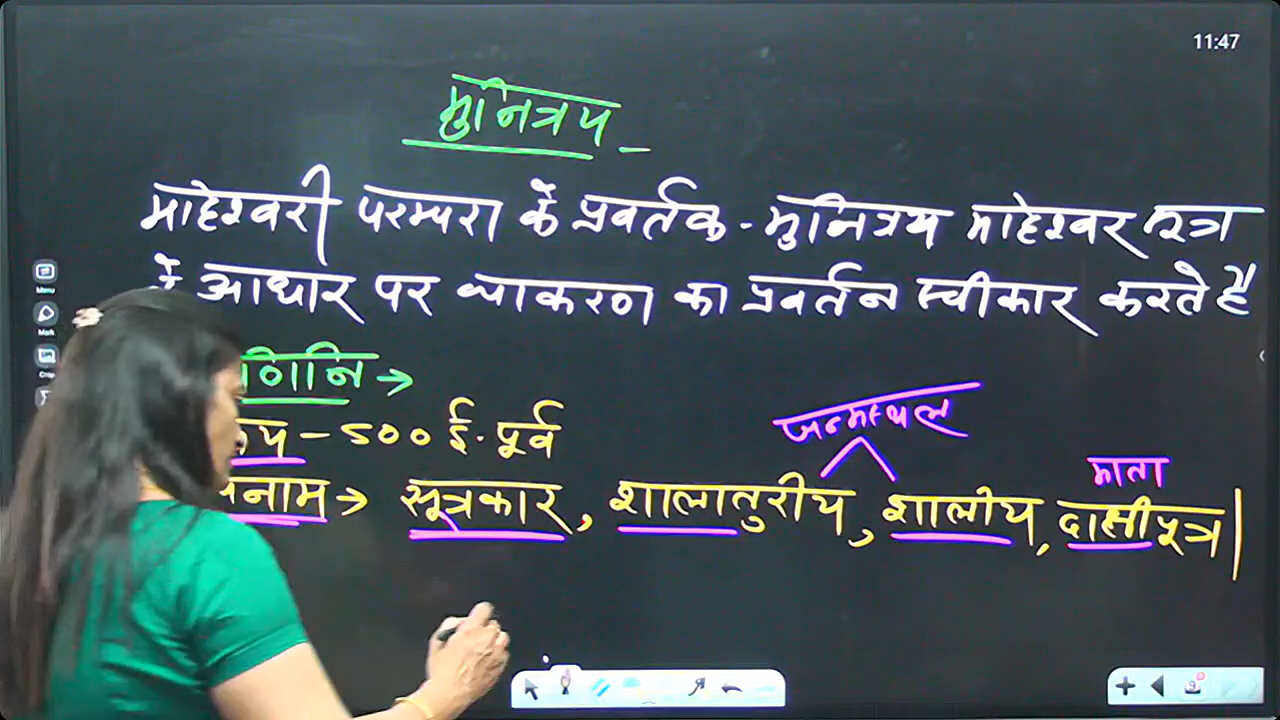 11:47
मुनित्रय
माहेश्वरी परम्परा के प्रवर्तक - मुनित्रय माहेश्वर सूत्र
के आधार पर व्याकरण का प्रवर्तन स्वीकार करते है
णिनि →
य - 500 ई. पूर्व
जन्मस्थल
माता
नाम → सूत्रकार, शालातुरीय, शालीय, दाक्षीपूत्र|